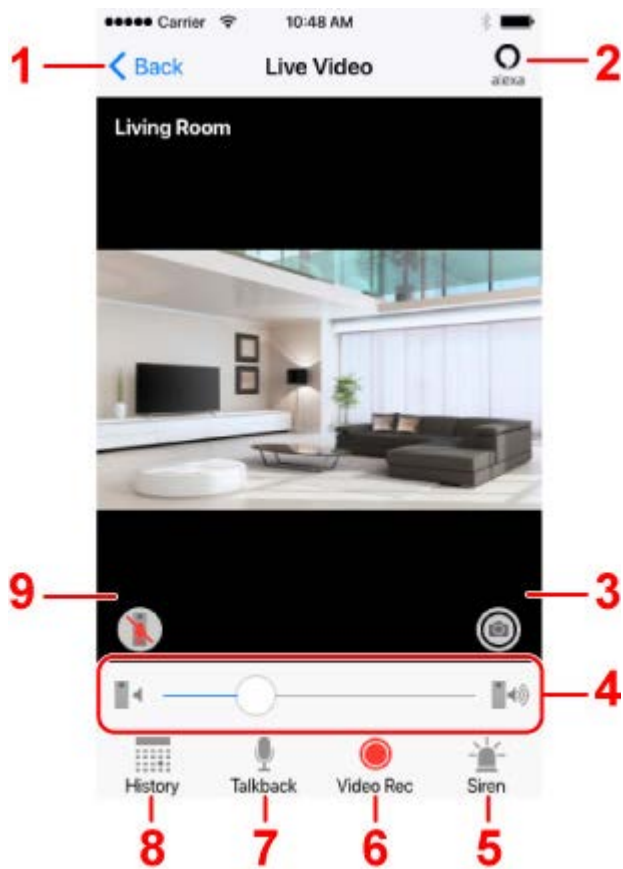 Carrier 10:48 AM
1 Back Live Video 2
alexa
Living Room
9 3
4
History Talkback Video Rec Siren
8 7 6 5